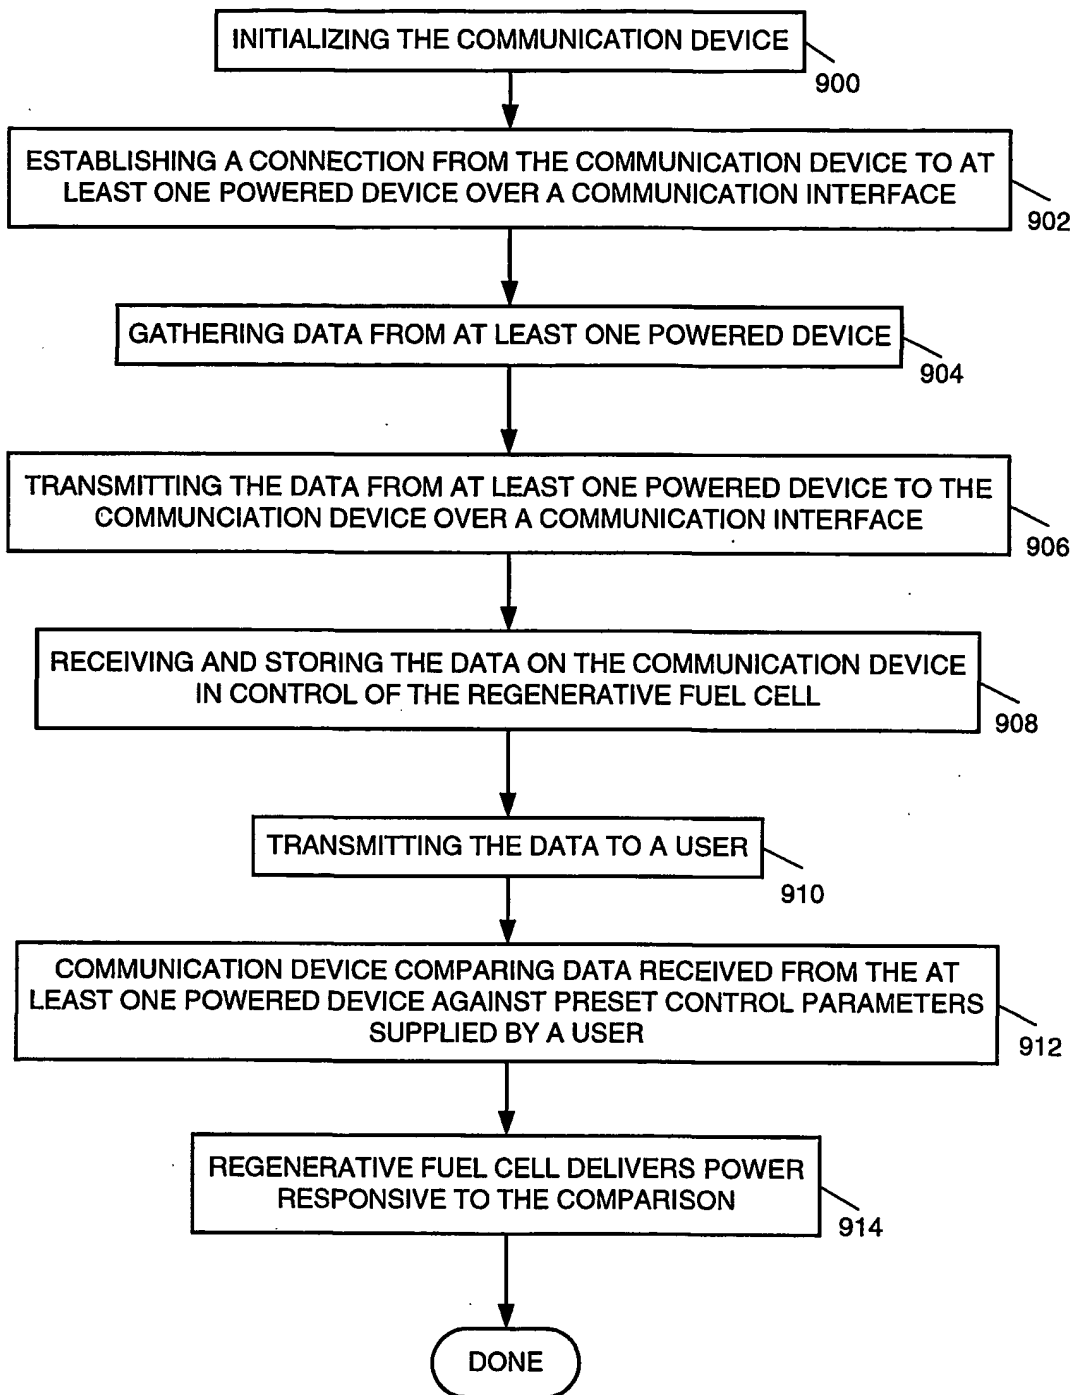 INITIALIZING THE COMMUNICATION DEVICE
900
ESTABLISHING A CONNECTION FROM THE COMMUNICATION DEVICE TO AT
LEAST ONE POWERED DEVICE OVER A COMMUNICATION INTERFACE
902
GATHERING DATA FROM AT LEAST ONE POWERED DEVICE
904
TRANSMITTING THE DATA FROM AT LEAST ONE POWERED DEVICE TO THE
COMMUNCIATION DEVICE OVER A COMMUNICATION INTERFACE
906
RECEIVING AND STORING THE DATA ON THE COMMUNICATION DEVICE
IN CONTROL OF THE REGENERATIVE FUEL CELL
908
TRANSMITTING THE DATA TO A USER
910
COMMUNICATION DEVICE COMPARING DATA RECEIVED FROM THE AT
LEAST ONE POWERED DEVICE AGAINST PRESET CONTROL PARAMETERS
SUPPLIED BY A USER
912
REGENERATIVE FUEL CELL DELIVERS POWER
RESPONSIVE TO THE COMPARISON
914
DONE